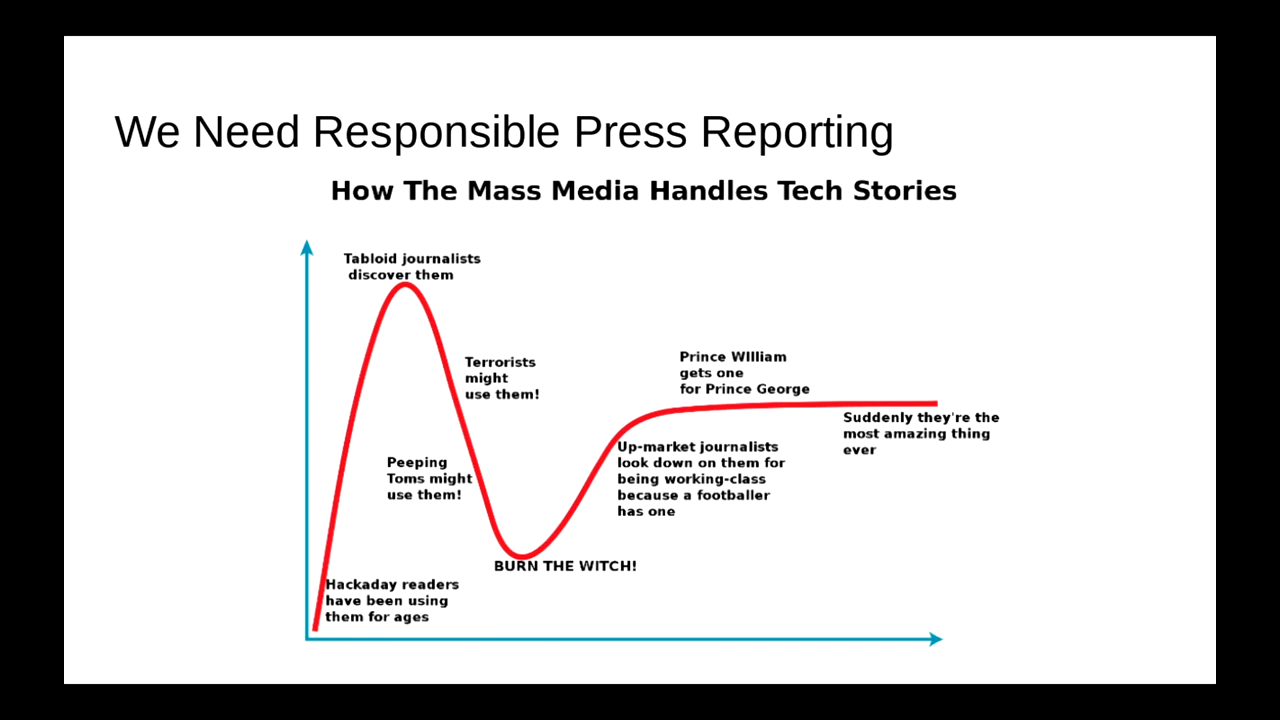 We Need Responsible Press Reporting
How The Mass Media Handles Tech Stories
Tabloid journalists
discover them
Terrorists
might
use them!
Peeping
Toms might
use them!
Hackaday readers
have been using
them for ages
BURN THE WITCH!
Up-market journalists
look down on them for
being working-class
because a footballer
has one
Prince WIlliam
gets one
for Prince George
Suddenly they're the
most amazing thing
ever